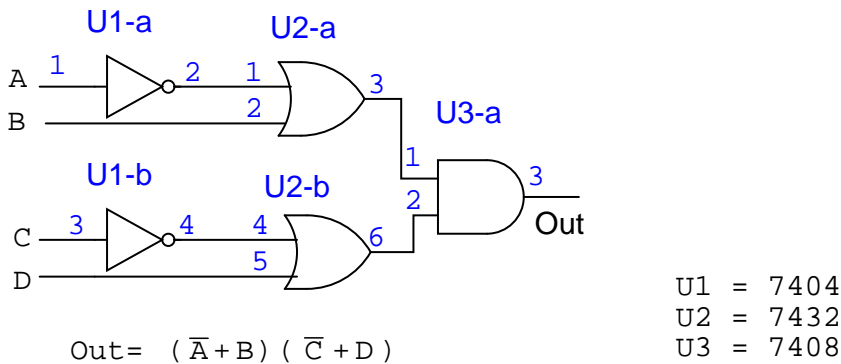 U1-a
U2-a
A 1 2 1 3
B 2
U3-a
1 3
2
Out
U1-b
U2-b
C 3 4 4 6
D 5
U1 = 7404
U2 = 7432
U3 = 7408
Out= (A̅+B)(C̅+D)